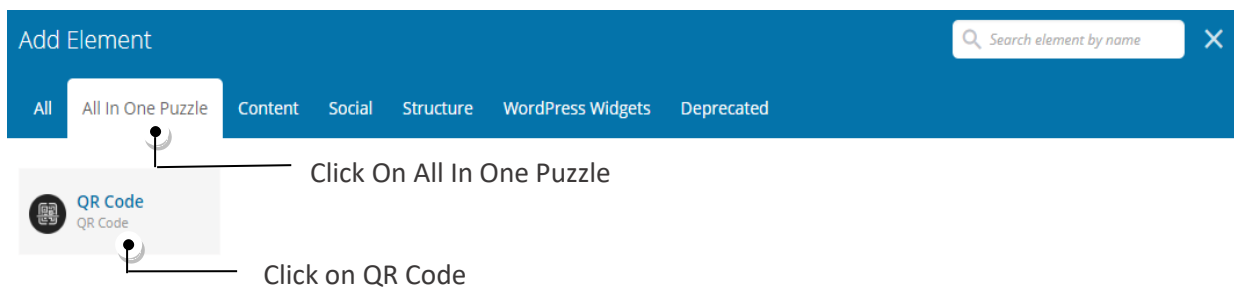 Add Element
Search element by name
All All In One Puzzle Content Social Structure WordPress Widgets Deprecated
Click On All In One Puzzle
QR Code
QR Code
Click on QR Code